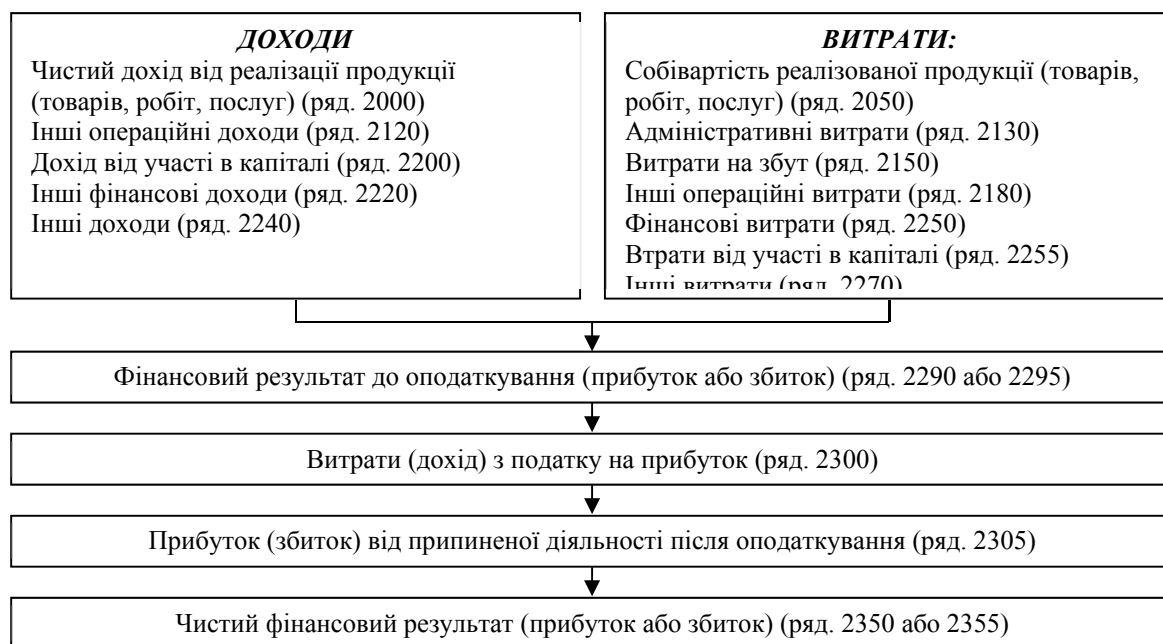 ДОХОДИ
Чистий дохід від реалізації продукції
(товарів, робіт, послуг) (ряд. 2000)
Інші операційні доходи (ряд. 2120)
Дохід від участі в капіталі (ряд. 2200)
Інші фінансові доходи (ряд. 2220)
Інші доходи (ряд. 2240)
ВИТРАТИ:
Собівартість реалізованої продукції (товарів,
робіт, послуг) (ряд. 2050)
Адміністративні витрати (ряд. 2130)
Витрати на збут (ряд. 2150)
Інші операційні витрати (ряд. 2180)
Фінансові витрати (ряд. 2250)
Втрати від участі в капіталі (ряд. 2255)
Інші витрати (ряд. 2270)
Фінансовий результат до оподаткування (прибуток або збиток) (ряд. 2290 або 2295)
Витрати (дохід) з податку на прибуток (ряд. 2300)
Прибуток (збиток) від припиненої діяльності після оподаткування (ряд. 2305)
Чистий фінансовий результат (прибуток або збиток) (ряд. 2350 або 2355)